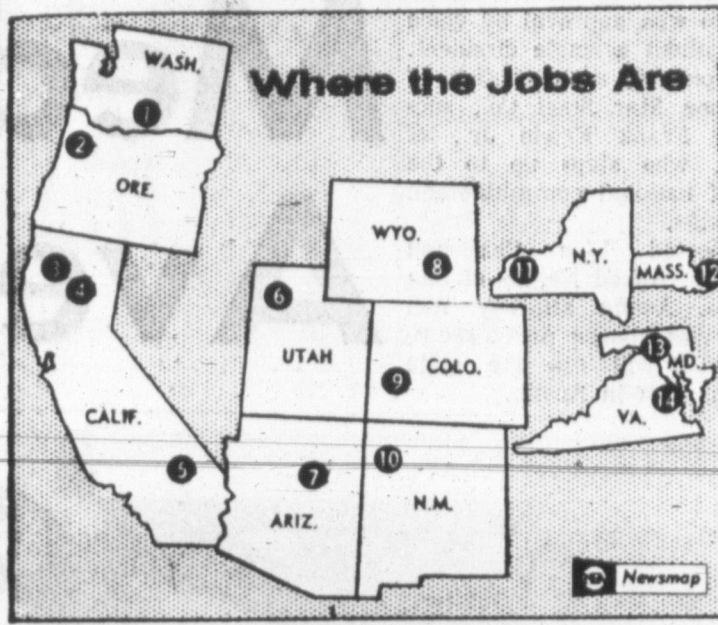 Where the Jobs Are
WASH.
1
2
ORE.
3
4
CALIF.
5
WYO.
8
6
UTAH
COLO.
9
7
ARIZ.
10
N.M.
11
N.Y.
MASS.
12
13
MD.
14
VA.
NEA
Newsmap